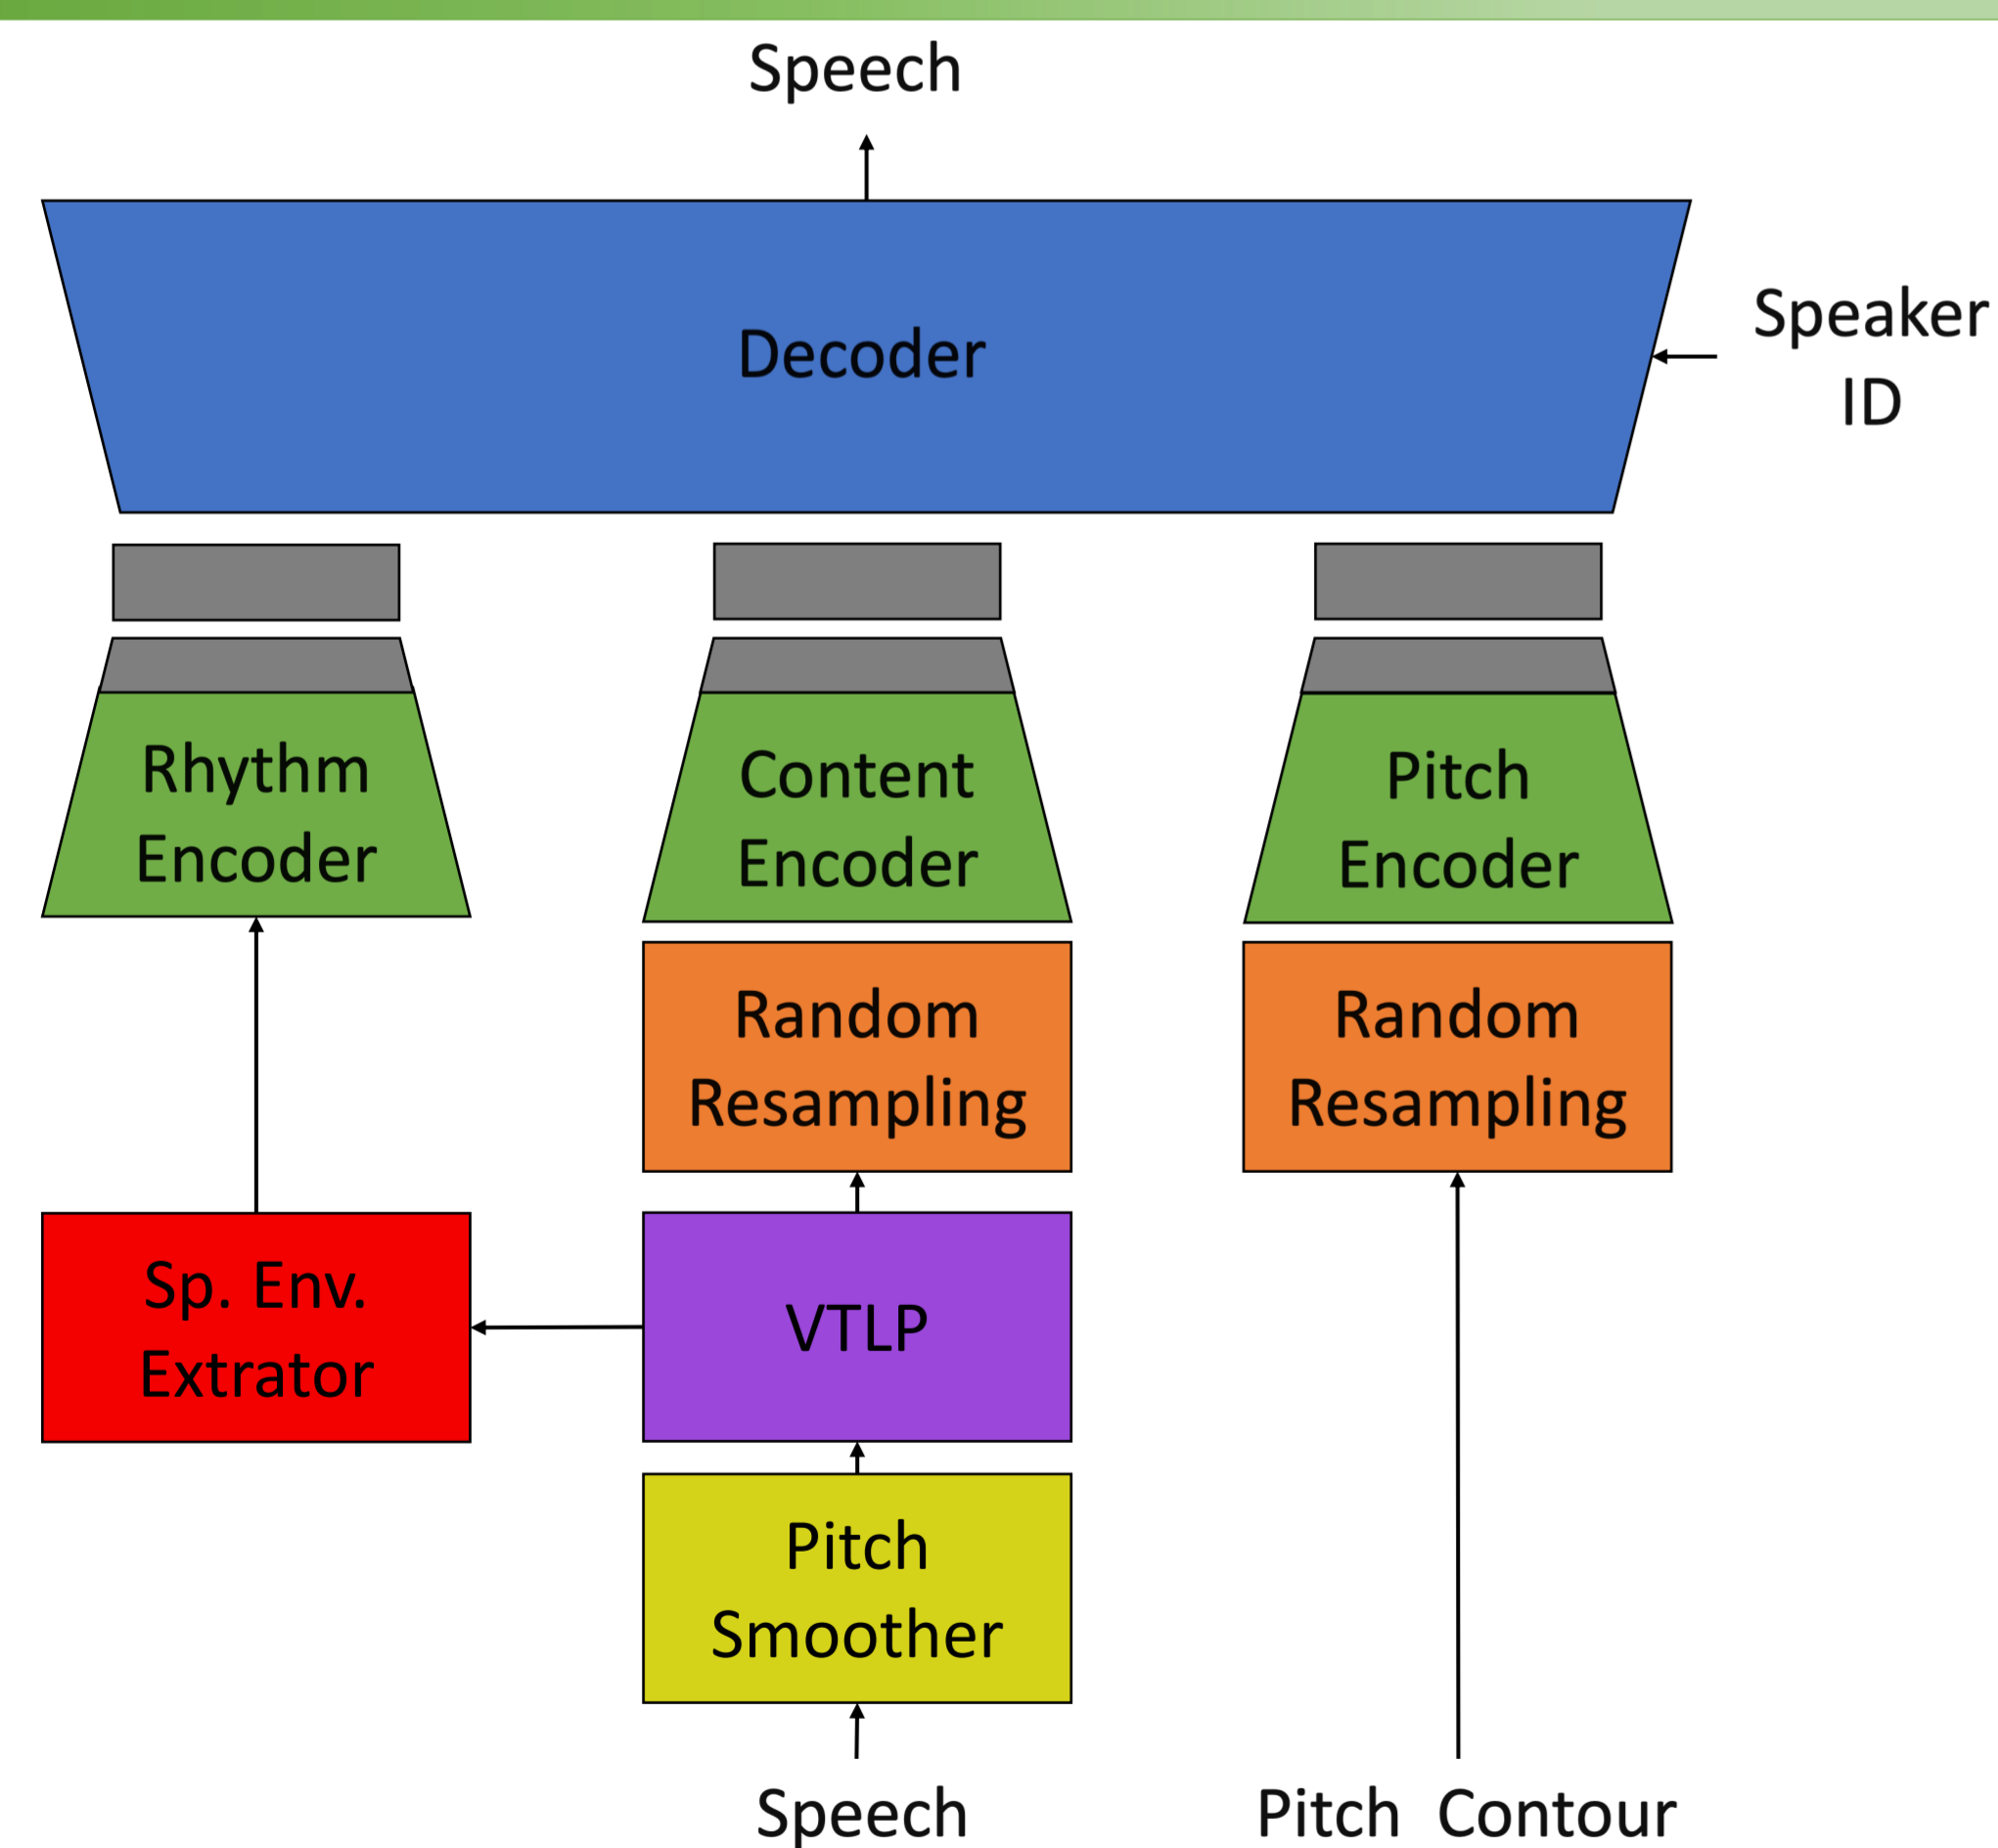 Speech
Decoder
Speaker
ID
Rhythm
Encoder
Content
Encoder
Pitch
Encoder
Random
Resampling
Random
Resampling
Sp. Env.
Extrator
VTLP
Pitch
Smoother
Speech
Pitch Contour